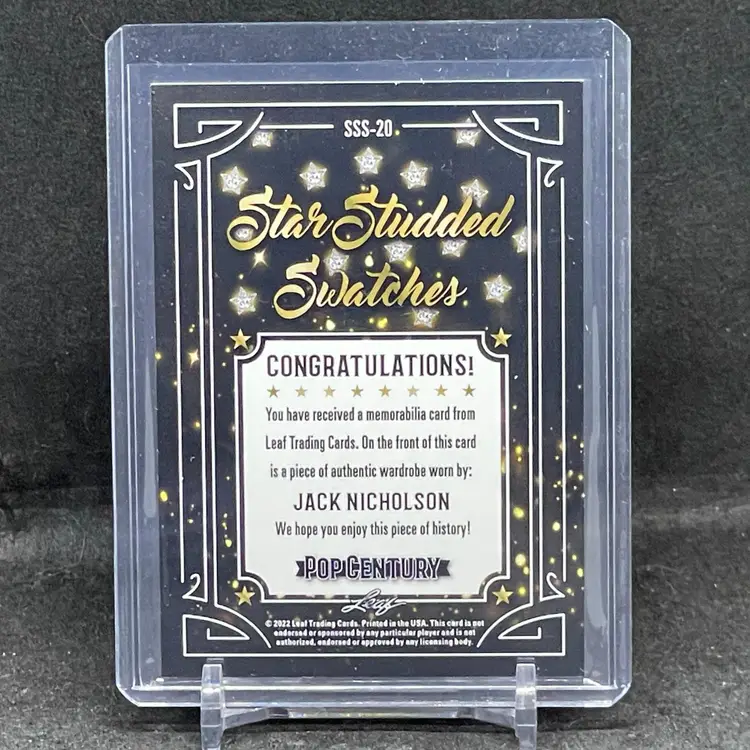 SSS-20
Star Studded
Swatches
CONGRATULATIONS!
You have received a memorabilia card from
Leaf Trading Cards. On the front of this card
is a piece of authentic wardrobe worn by:
JACK NICHOLSON
We hope you enjoy this piece of history!
POP CENTURY
Leaf
© 2022 Leaf Trading Cards. Printed in the USA. This card is not
endorsed or sponsored by any particular player and is not
authorized, endorsed or approved by any licensing body.